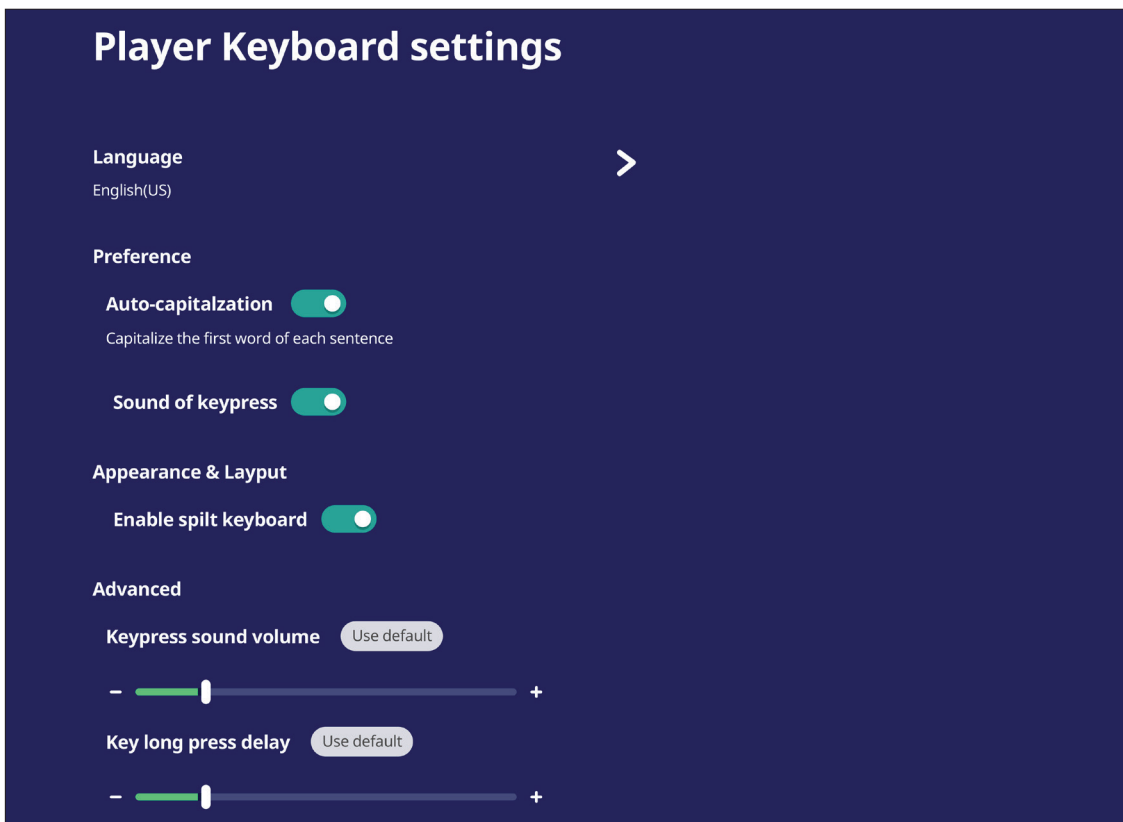 Player Keyboard settings
Language
English(US)
Preference
Auto-capitalzation
Capitalize the first word of each sentence
Sound of keypress
Appearance & Layput
Enable spilt keyboard
Advanced
Keypress sound volume Use default
- +
Key long press delay Use default
- +